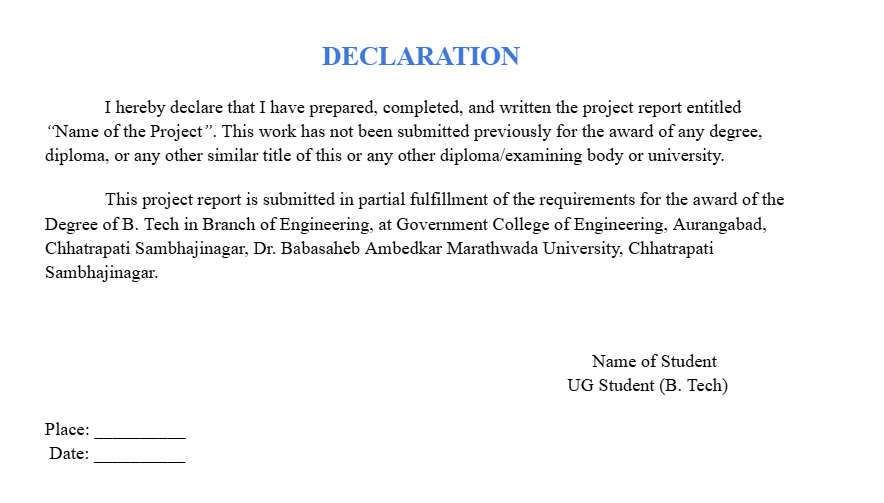 DECLARATION
I hereby declare that I have prepared, completed, and written the project report entitled
“Name of the Project”. This work has not been submitted previously for the award of any degree,
diploma, or any other similar title of this or any other diploma/examining body or university.
This project report is submitted in partial fulfillment of the requirements for the award of the
Degree of B. Tech in Branch of Engineering, at Government College of Engineering, Aurangabad,
Chhatrapati Sambhajinagar, Dr. Babasaheb Ambedkar Marathwada University, Chhatrapati
Sambhajinagar.
Name of Student
UG Student (B. Tech)
Place: __________
Date: __________